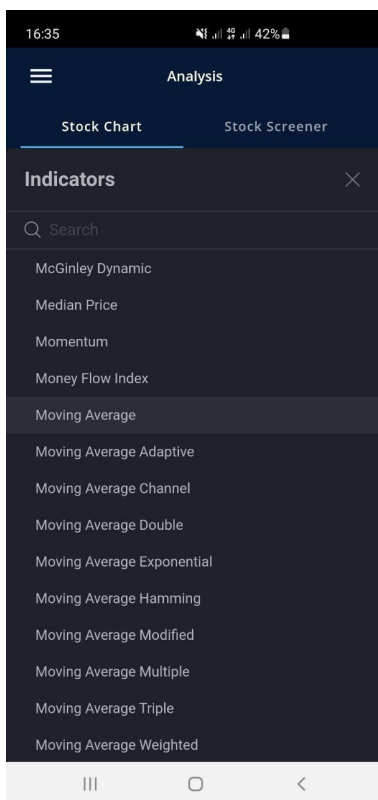 16:35
4G
42%
Analysis
Stock Chart
Stock Screener
Indicators
Search
McGinley Dynamic
Median Price
Momentum
Money Flow Index
Moving Average
Moving Average Adaptive
Moving Average Channel
Moving Average Double
Moving Average Exponential
Moving Average Hamming
Moving Average Modified
Moving Average Multiple
Moving Average Triple
Moving Average Weighted